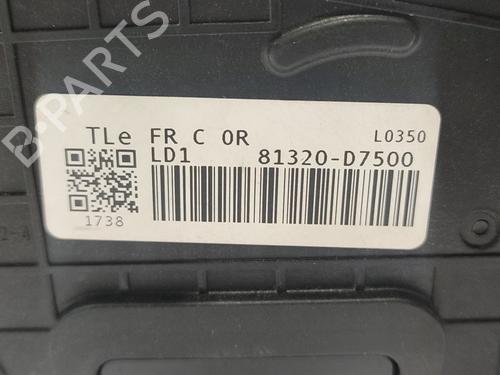 B-PARTS
TLe FR C 0R L0350
LD1 81320-D7500
1738